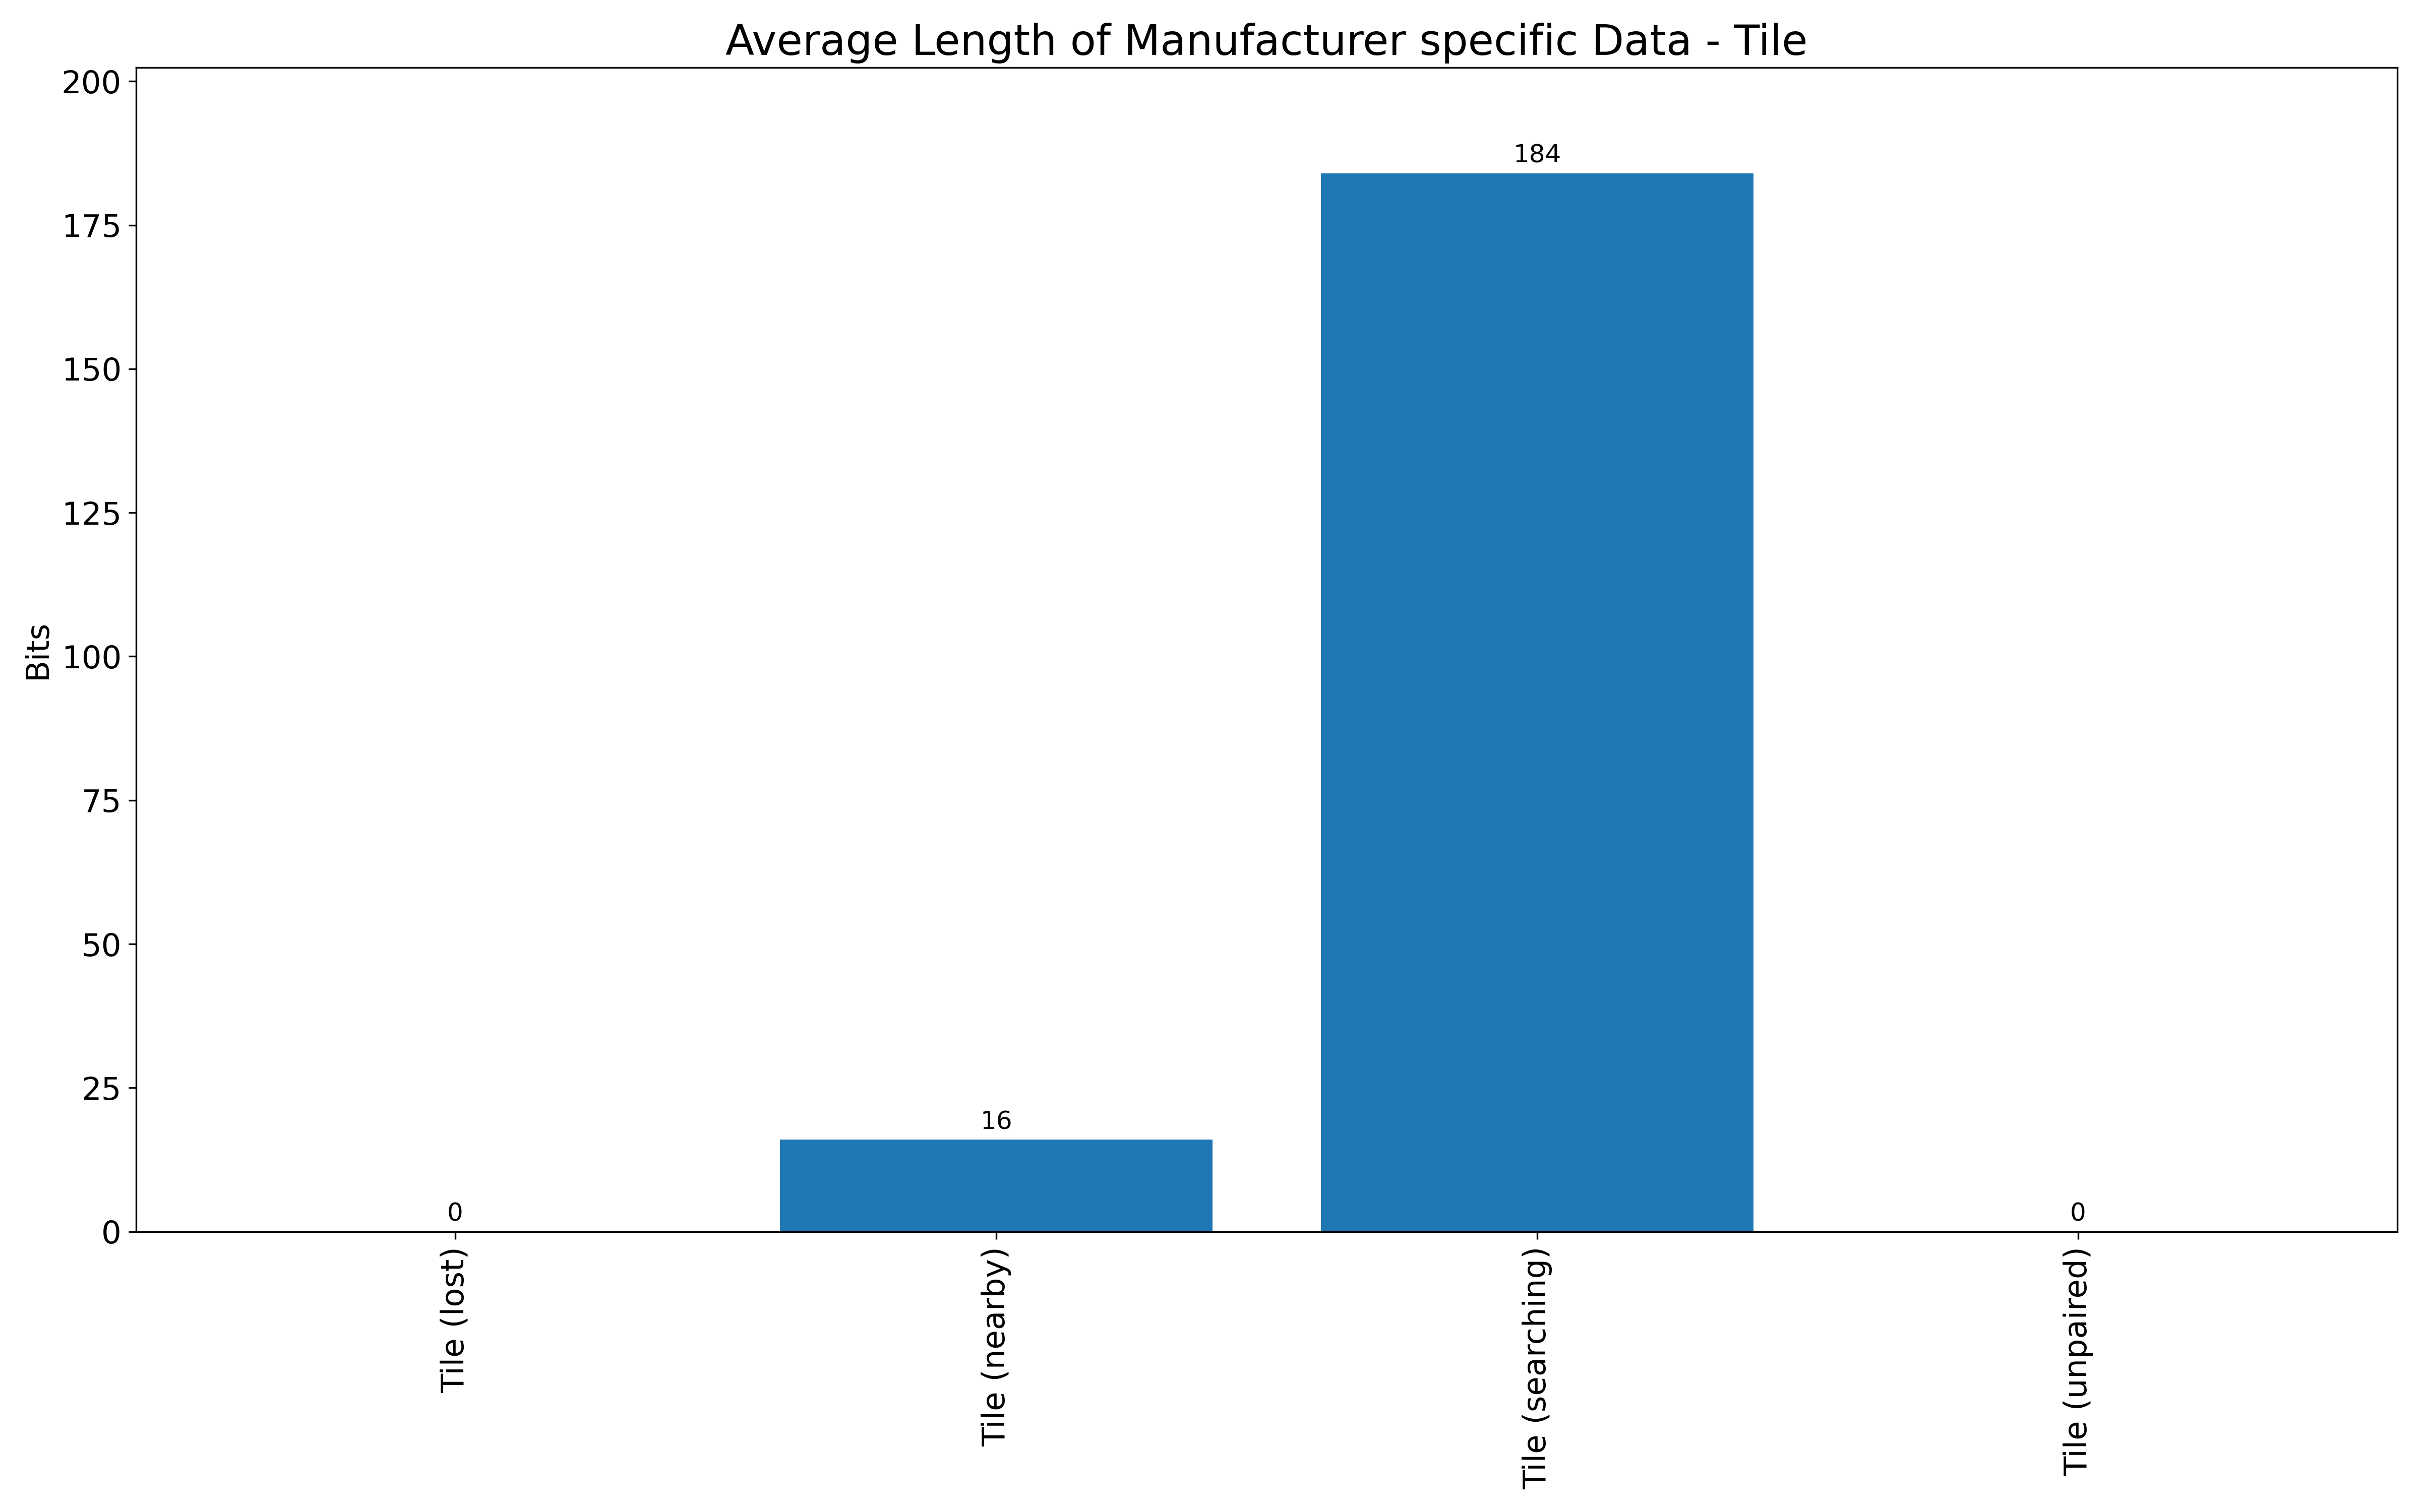 Average Length of Manufacturer specific Data - Tile
200
175
150
125
100
75
50
25
0
Bits
0
16
184
0
Tile (lost)
Tile (nearby)
Tile (searching)
Tile (unpaired)